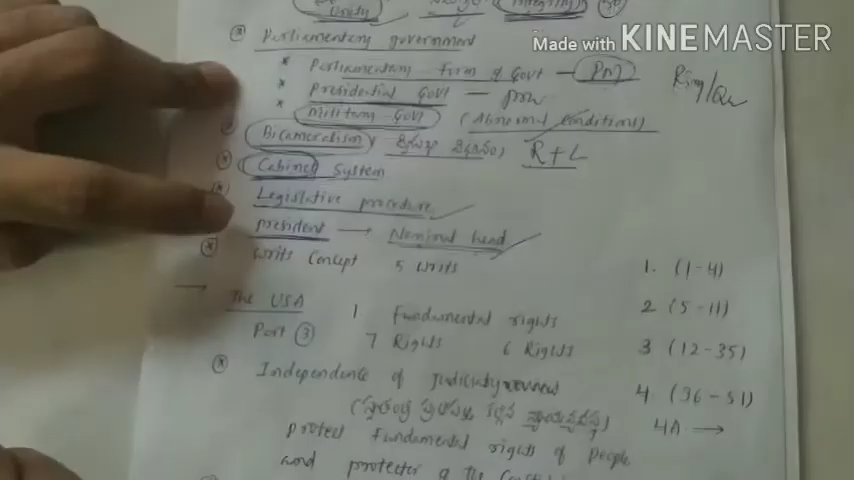 Unity Integrity
Made with KINEMASTER
* Parliamentary government
* Parliamentary form of Govt — PM
* Presidential Govt —
* Military Govt (Abnormal conditions)
Bicameralism R+L
* Cabinet System
* Legislative procedure
president → Nominal head
* Writs Concept 5 writs
1. (1-4)
→ The USA
Part 3
1 Fundamental rights
2 (5-11)
7 Rights 6 Rights
3 (12-35)
* Independence of Judiciary
4. (36-51)
4A →
protect fundamental rights of people
and protecter of the